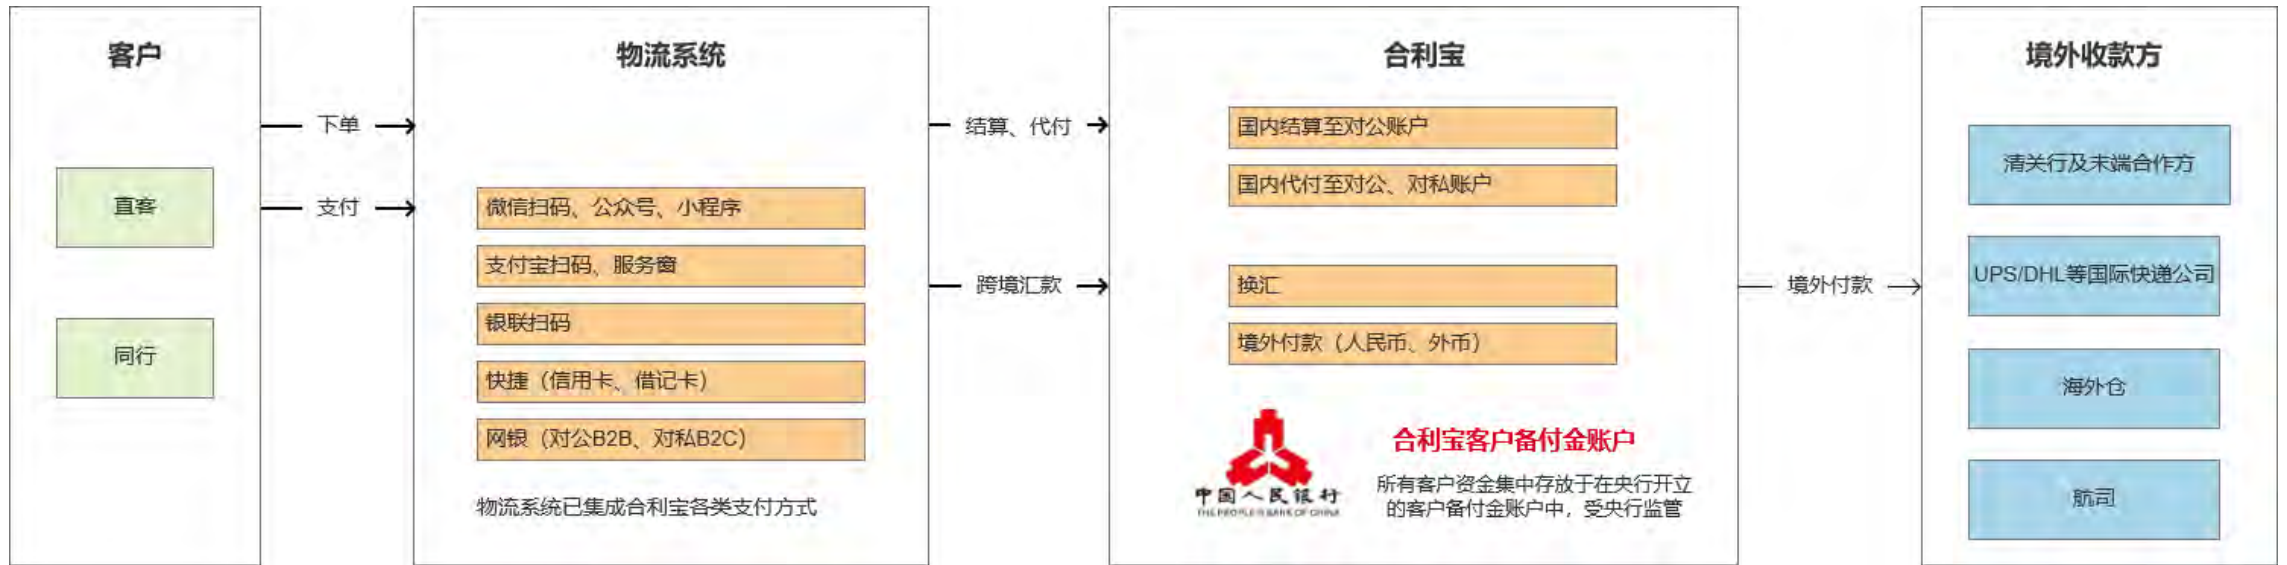 客户
直客
同行
下单
支付
物流系统
微信扫码、公众号、小程序
支付宝扫码、服务窗
银联扫码
快捷（信用卡、借记卡）
网银（对公B2B、对私B2C）
物流系统已集成合利宝各类支付方式
结算、代付
跨境汇款
合利宝
国内结算至对公账户
国内代付至对公、对私账户
换汇
境外付款（人民币、外币）
中国人民银行
THE PEOPLE'S BANK OF CHINA
合利宝客户备付金账户
所有客户资金集中存放于在央行开立
的客户备付金账户中，受央行监管
境外付款
境外收款方
清关行及末端合作方
UPS/DHL等国际快递公司
海外仓
航司